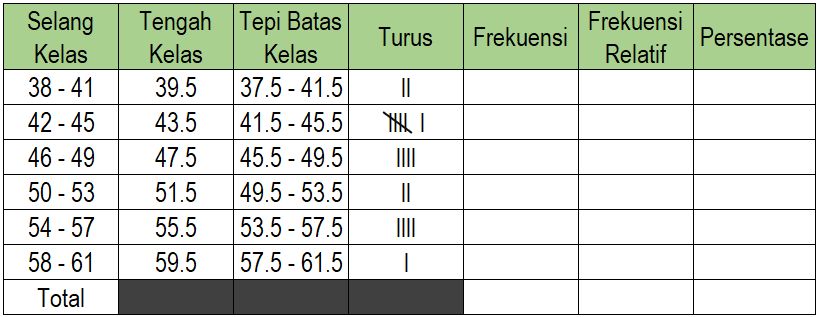 Selang Kelas Tengah Kelas Tepi Batas Kelas Turus Frekuensi Frekuensi Relatif Persentase
38 - 41 39.5 37.5 - 41.5 II
42 - 45 43.5 41.5 - 45.5 IIII I
46 - 49 47.5 45.5 - 49.5 IIII
50 - 53 51.5 49.5 - 53.5 II
54 - 57 55.5 53.5 - 57.5 IIII
58 - 61 59.5 57.5 - 61.5 I
Total